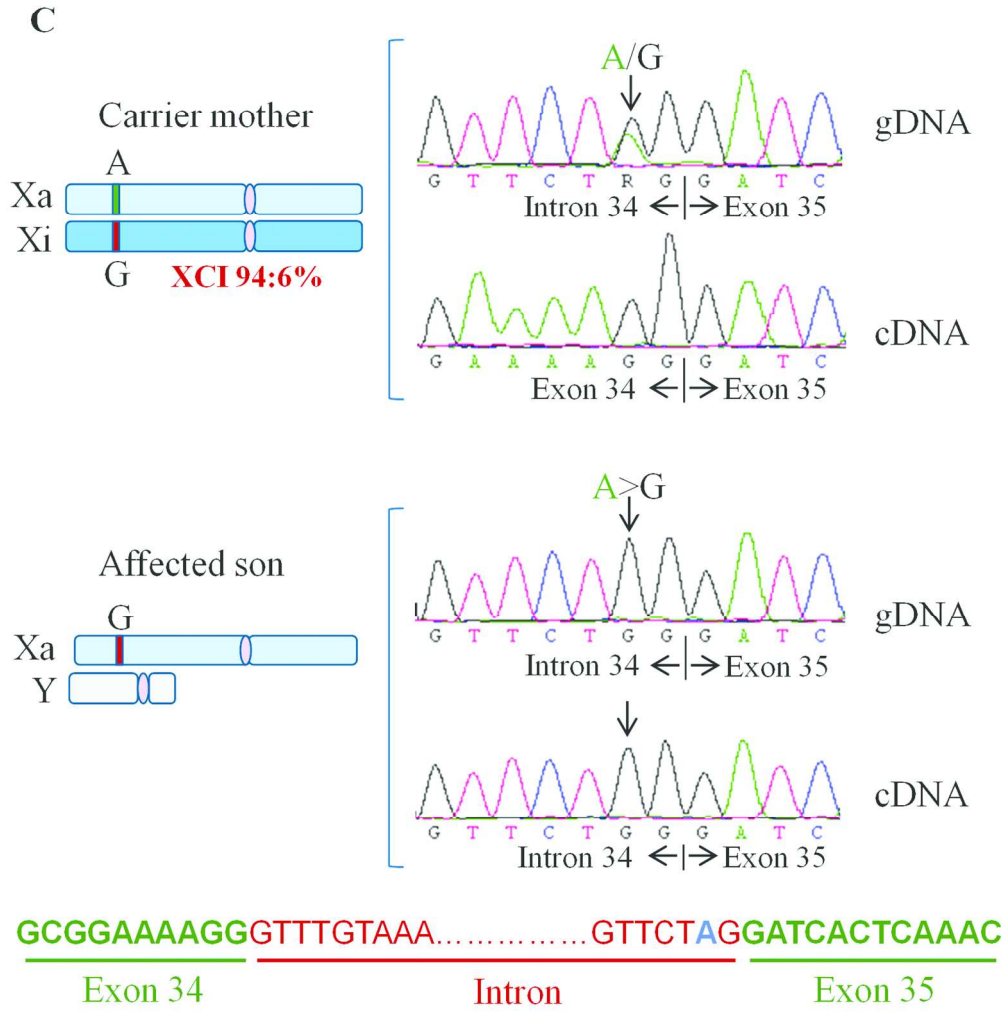 C
Carrier mother
A
Xa
Xi
G
XCI 94:6%
A/G
G T T C T R G G A T C
Intron 34 ←|→ Exon 35
gDNA
G A A A A G G G A T C
Exon 34 ←|→ Exon 35
cDNA
Affected son
G
Xa
Y
A>G
G T T C T G G G A T C
Intron 34 ←|→ Exon 35
gDNA
G T T C T G G G A T C
Intron 34 ←|→ Exon 35
cDNA
GCGGAAAAGGGTTTGTAAA……………GTTCTAGGATCACTCAAAC
Exon 34 Intron Exon 35